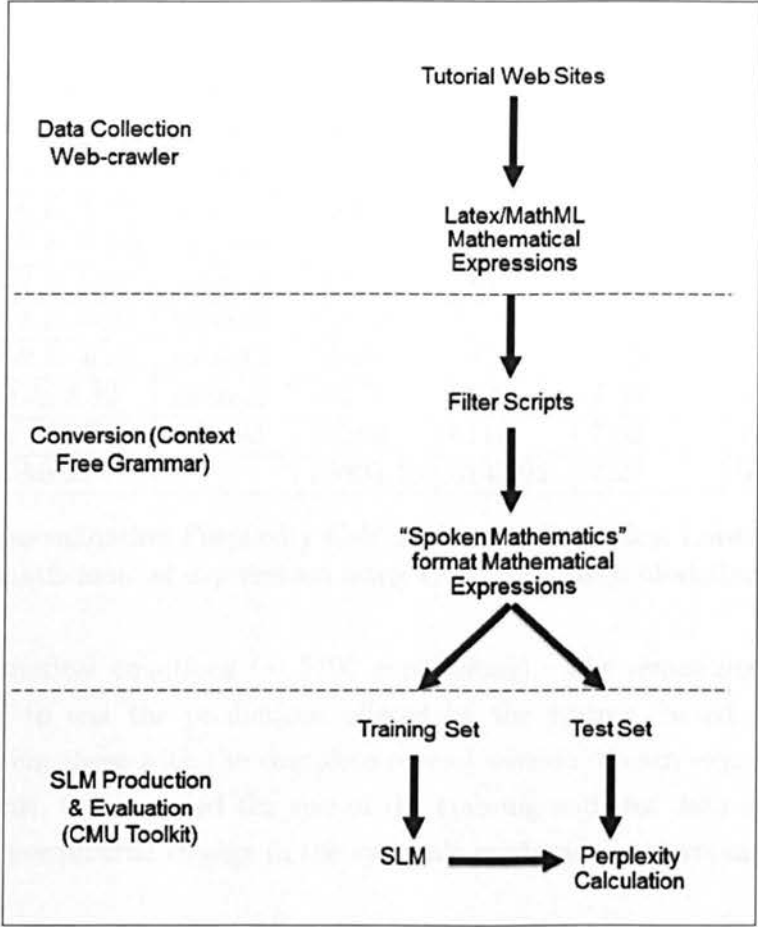 Tutorial Web Sites
Data Collection
Web-crawler
Latex/MathML
Mathematical
Expressions
Filter Scripts
Conversion (Context
Free Grammar)
“Spoken Mathematics”
format Mathematical
Expressions
Training Set
Test Set
SLM Production
& Evaluation
(CMU Toolkit)
SLM
Perplexity
Calculation